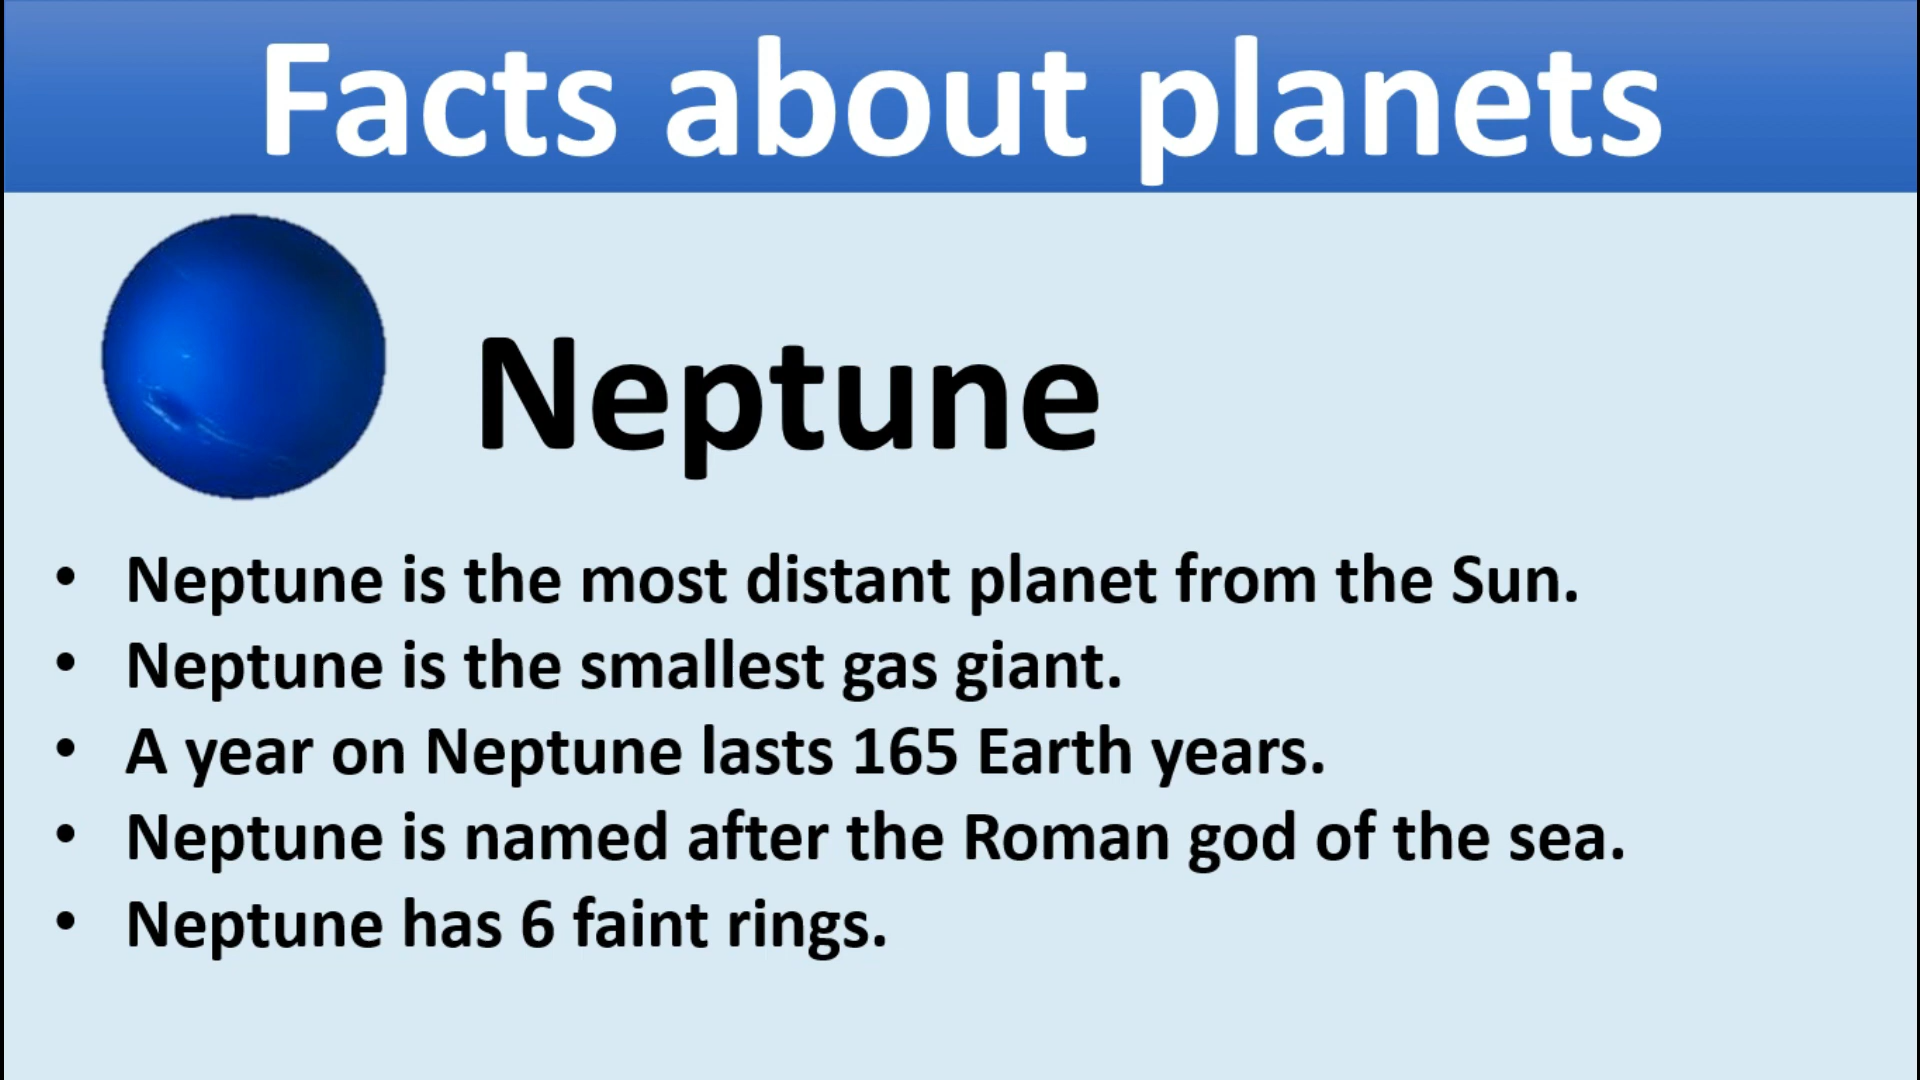 Facts about planets
Neptune
• Neptune is the most distant planet from the Sun.
• Neptune is the smallest gas giant.
• A year on Neptune lasts 165 Earth years.
• Neptune is named after the Roman god of the sea.
• Neptune has 6 faint rings.